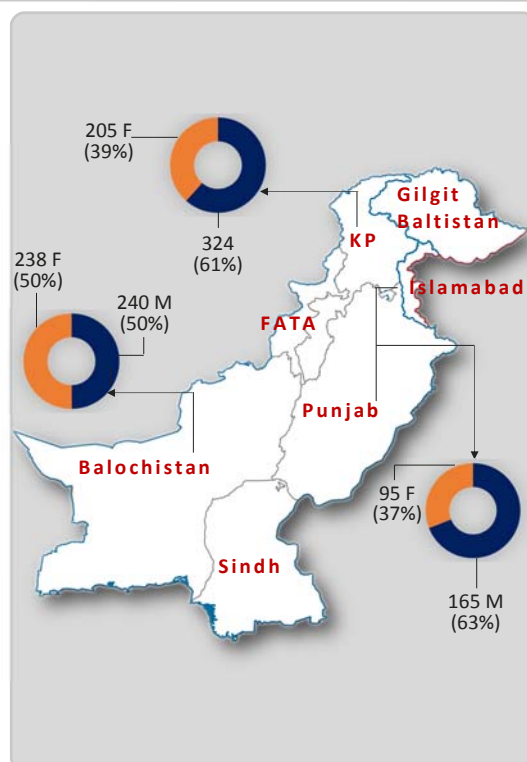 205 F
(39%)
324
(61%)
Gilgit
Baltistan
KP
238 F
(50%)
240 M
(50%)
Islamabad
FATA
Punjab
Balochistan
95 F
(37%)
Sindh
165 M
(63%)